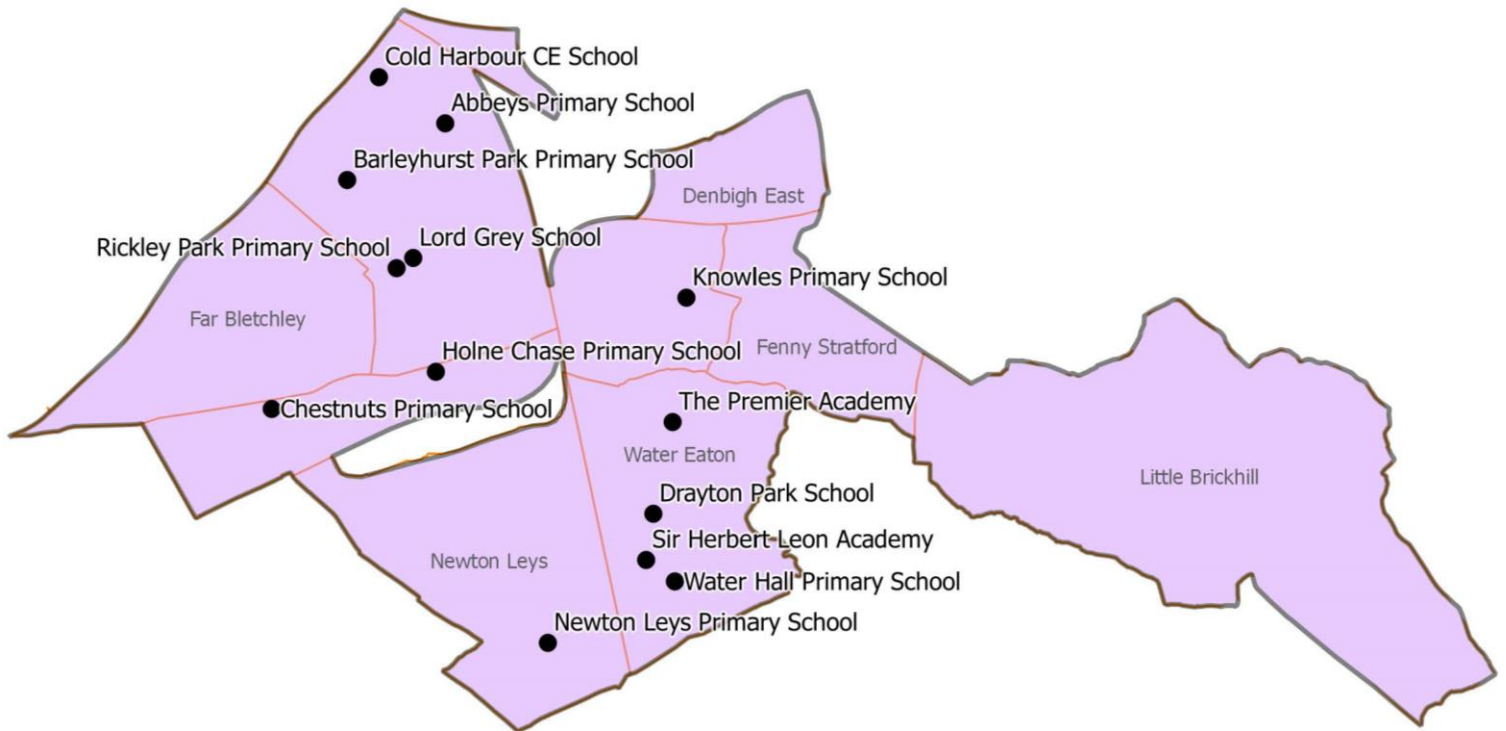 Cold Harbour CE School
Abbeys Primary School
Barleyhurst Park Primary School
Denbigh East
Rickley Park Primary School
Lord Grey School
Knowles Primary School
Far Bletchley
Fenny Stratford
Holne Chase Primary School
Chestnuts Primary School
The Premier Academy
Water Eaton
Little Brickhill
Drayton Park School
Sir Herbert Leon Academy
Newton Leys
Water Hall Primary School
Newton Leys Primary School